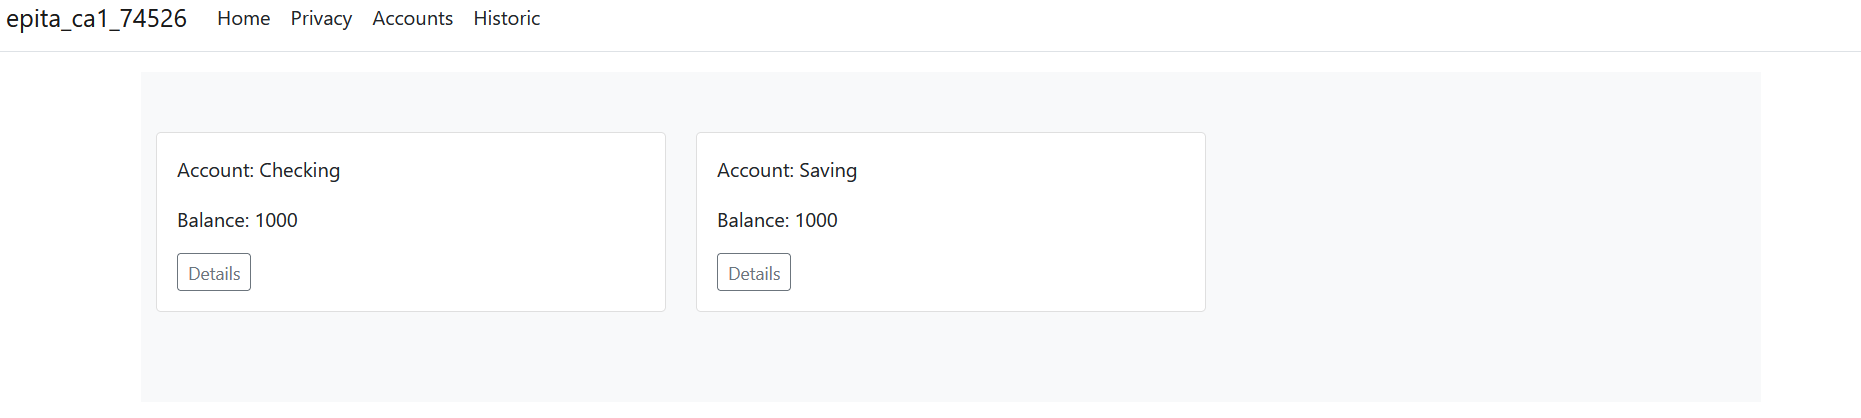 epita_ca1_74526 Home Privacy Accounts Historic
Account: Checking
Balance: 1000
Details
Account: Saving
Balance: 1000
Details